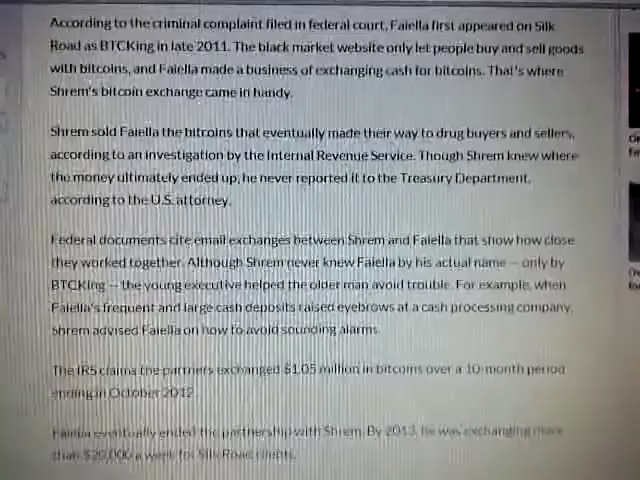 According to the criminal complaint filed in federal court, Faiella first appeared on Silk
Road as BTCKing in late 2011. The black market website only let people buy and sell goods
with bitcoins, and Faiella made a business of exchanging cash for bitcoins. That's where
Shrem's bitcoin exchange came in handy.
Shrem sold Faiella the bitcoins that eventually made their way to drug buyers and sellers,
according to an investigation by the Internal Revenue Service. Though Shrem knew where
the money ultimately ended up, he never reported it to the Treasury Department,
according to the U.S. attorney.
Federal documents cite email exchanges between Shrem and Faiella that show how close
they worked together. Although Shrem never knew Faiella by his actual name -- only by
BTCKing -- the young executive helped the older man avoid trouble. For example, when
Faiella's frequent and large cash deposits raised eyebrows at a cash processing company,
Shrem advised Faiella on how to avoid sounding alarms.
The IRS claims the partners exchanged $1.05 million in bitcoins over a 10-month period
ending in October 2012.
Faiella eventually ended the partnership with Shrem. By 2013, he was exchanging more
than $20,000 a week for Silk Road clients.